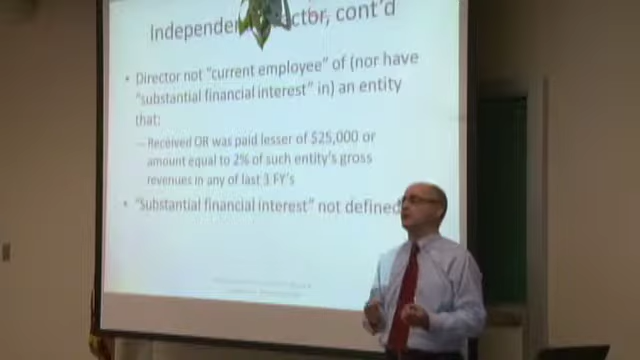 Independent Director, cont'd
• Director not "current employee" of (nor have
"substantial financial interest" in) an entity
that:
– Received OR was paid lesser of $25,000 or
amount equal to 2% of such entity's gross
revenues in any of last 3 FY's
• "Substantial financial interest" not defined